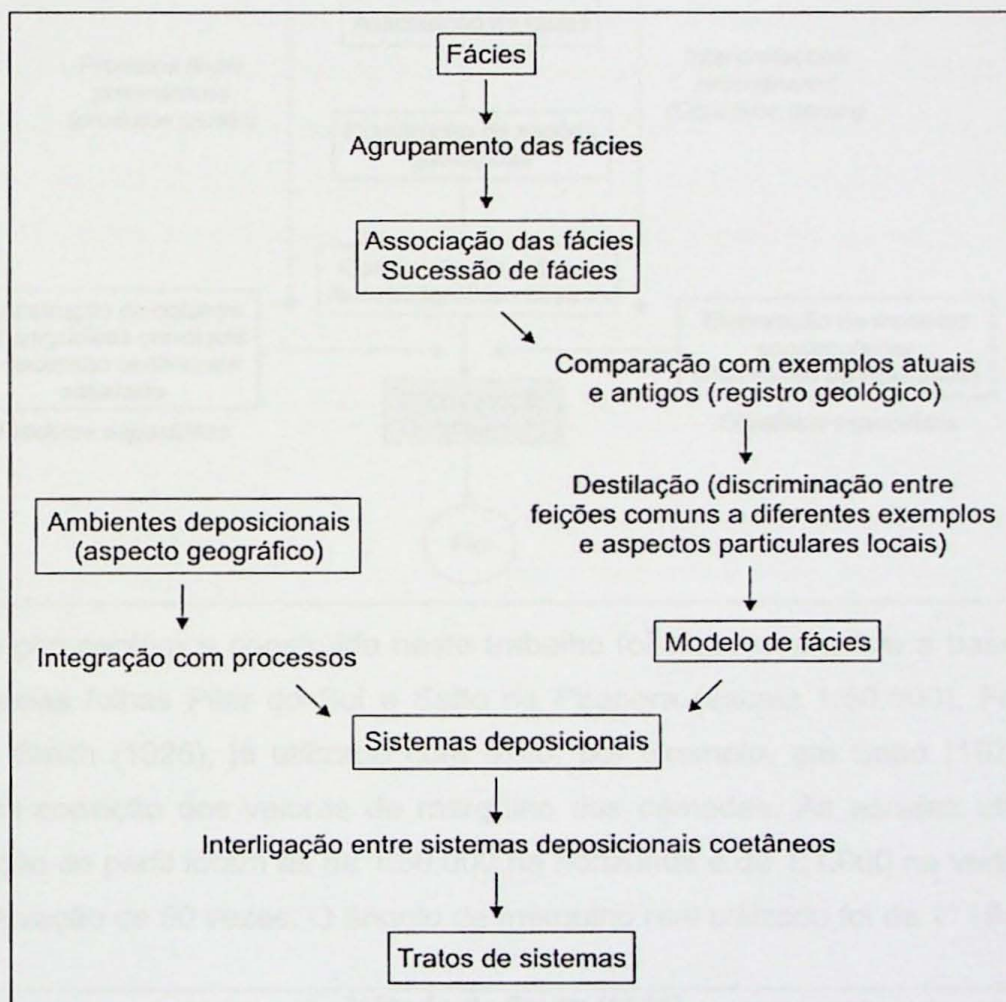 Fácies
Agrupamento das fácies
Associação das fácies
Sucessão de fácies
Comparação com exemplos atuais
e antigos (registro geológico)
Destilação (discriminação entre
feições comuns a diferentes exemplos
e aspectos particulares locais)
Ambientes deposicionais
(aspecto geográfico)
Integração com processos
Modelo de fácies
Sistemas deposicionais
Interligação entre sistemas deposicionais coetâneos
Tratos de sistemas